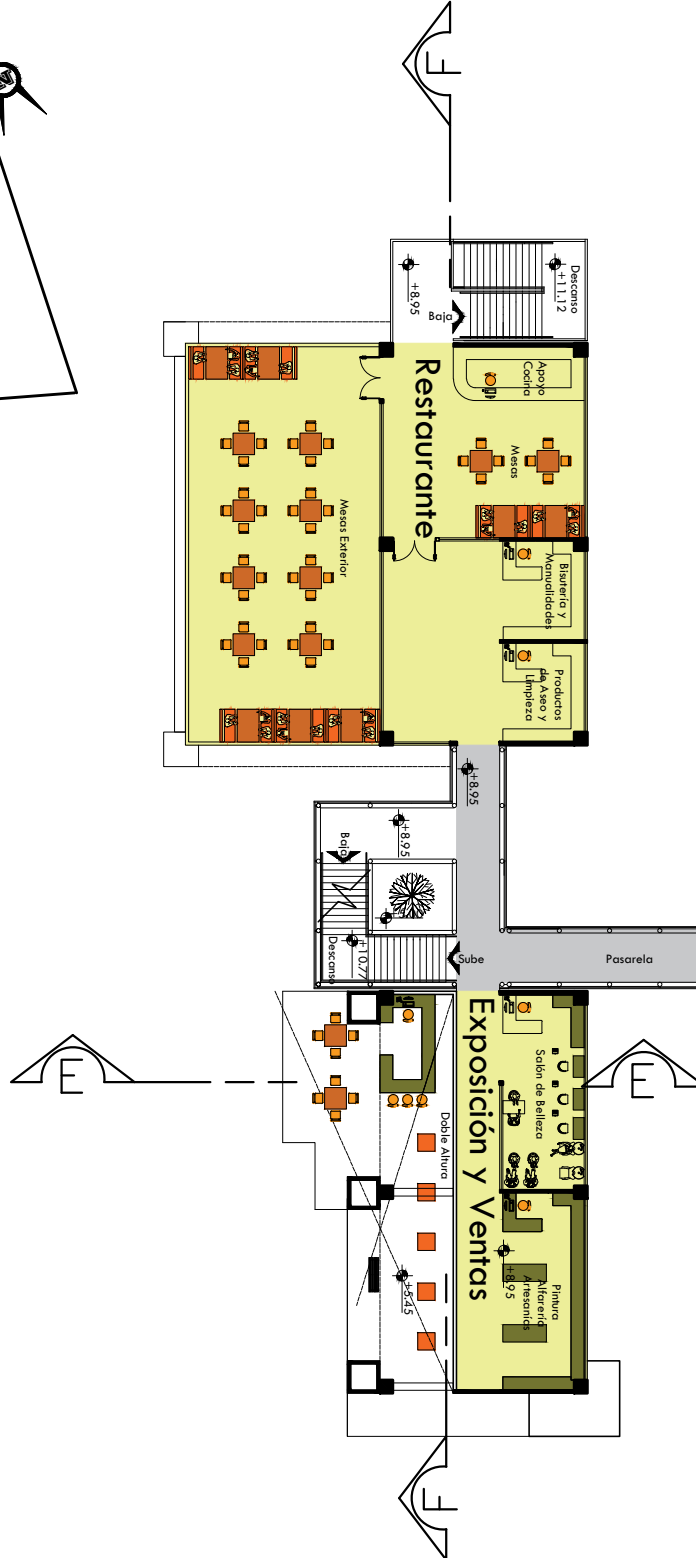 F
Descanso
+11.12
+8.95
Baja
Restaurante
Apoyo
Cocina
Mesas
Mesas Exterior
Bisutería y
Manualidades
Productos
de Aseo y
Limpieza
+8.95
+8.95
Baja
+10.77
Descanso
Sube
Pasarela
Exposición y Ventas
Salón de Belleza
Doble Altura
E
E
+8.95
Pintura
Alfarería
Artesanías
+5.45
F